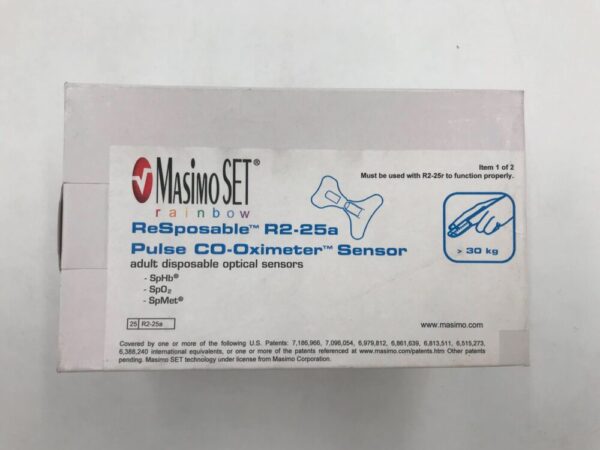 Masimo SET®
rainbow
Item 1 of 2
Must be used with R2-25r to function properly.
ReSposable™ R2-25a
Pulse CO-Oximeter™ Sensor
adult disposable optical sensors
- SpHb®
- SpO₂
- SpMet®
> 30 kg
25 R2-25a
www.masimo.com
Covered by one or more of the following U.S. Patents: 7,186,966, 7,096,054, 6,979,812, 6,861,639, 6,813,511, 6,515,273,
6,388,240 international equivalents, or one or more of the patents referenced at www.masimo.com/patents.htm Other patents
pending. Masimo SET technology under license from Masimo Corporation.